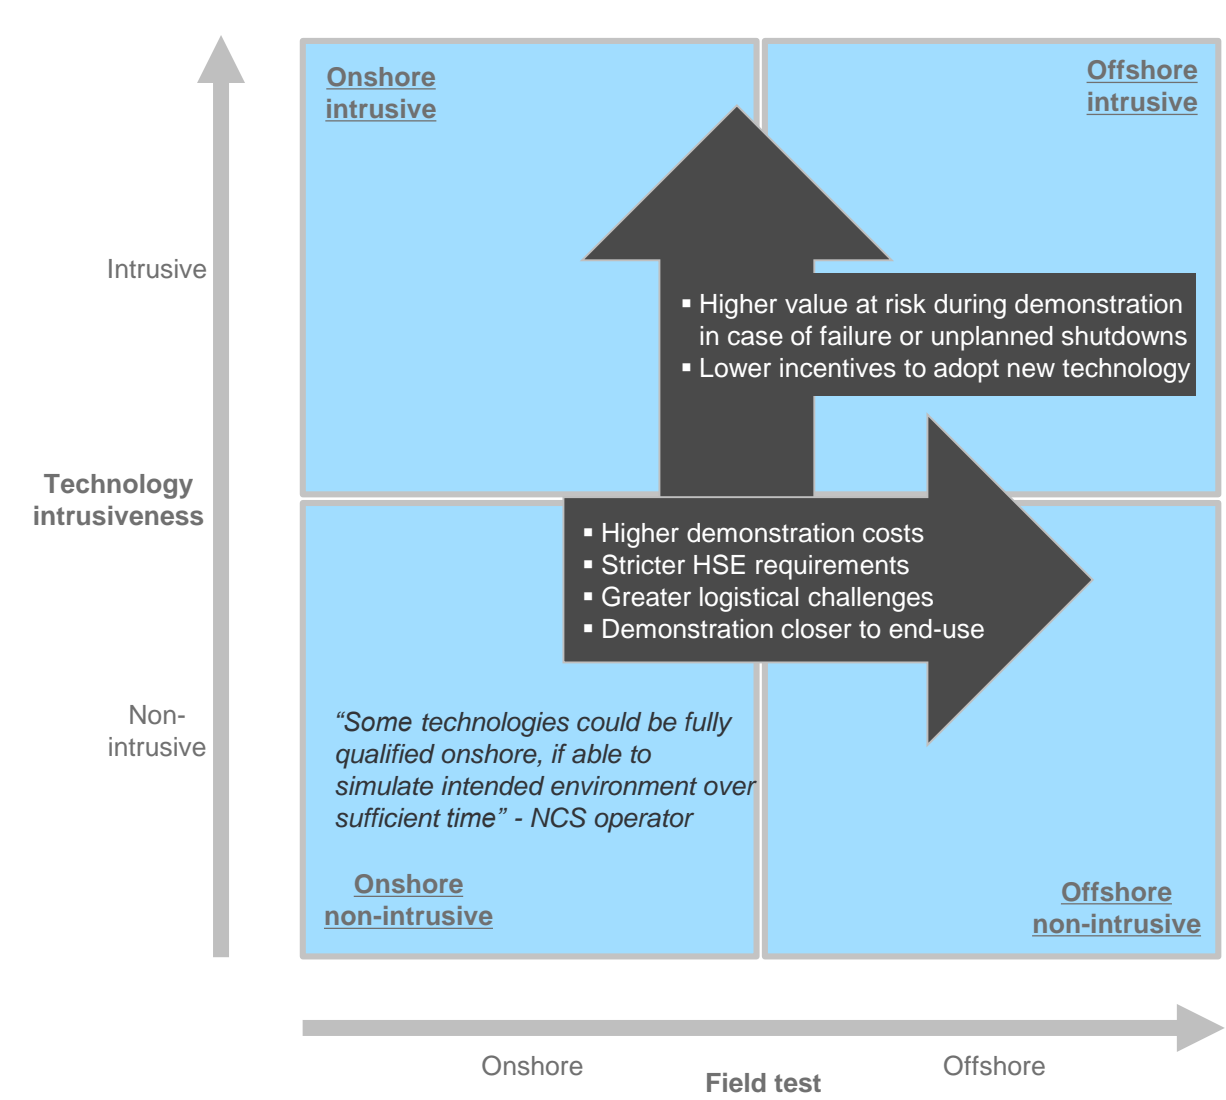 Onshore
intrusive
Offshore
intrusive
Intrusive
▪ Higher value at risk during demonstration
in case of failure or unplanned shutdowns
▪ Lower incentives to adopt new technology
Technology
intrusiveness
▪ Higher demonstration costs
▪ Stricter HSE requirements
▪ Greater logistical challenges
▪ Demonstration closer to end-use
Non-
intrusive
“Some technologies could be fully
qualified onshore, if able to
simulate intended environment over
sufficient time” - NCS operator
Onshore
non-intrusive
Offshore
non-intrusive
Onshore
Offshore
Field test